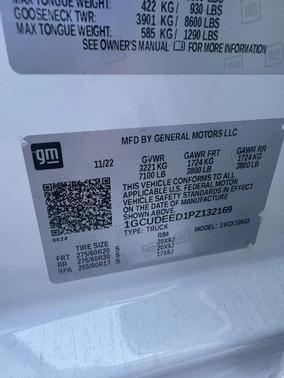 MAX TONGUE WEIGHT: 422 KG / 930 LBS
GOOSENECK TWR: 3901 KG / 8600 LBS
MAX TONGUE WEIGHT: 585 KG / 1290 LBS
SEE OWNER'S MANUAL FOR
MFD BY GENERAL MOTORS LLC
gm
11/22
GVWR GAWR FRT GAWR RR
3221 KG 1724 KG 1724 KG
7100 LB 3800 LB 3800 LB
THIS VEHICLE CONFORMS TO ALL
APPLICABLE U.S. FEDERAL MOTOR
VEHICLE SAFETY STANDARDS IN
EFFECT ON THE DATE OF
MANUFACTURE SHOWN ABOVE.
1GCUDEED1PZ132169
TYPE: TRUCK MODEL: 1
8624
TIRE SIZE RIM
FRT 275/60R20 S 20X9J
RR 275/60R20 S 20X9J
SPA 255/80R17 S 17X8J